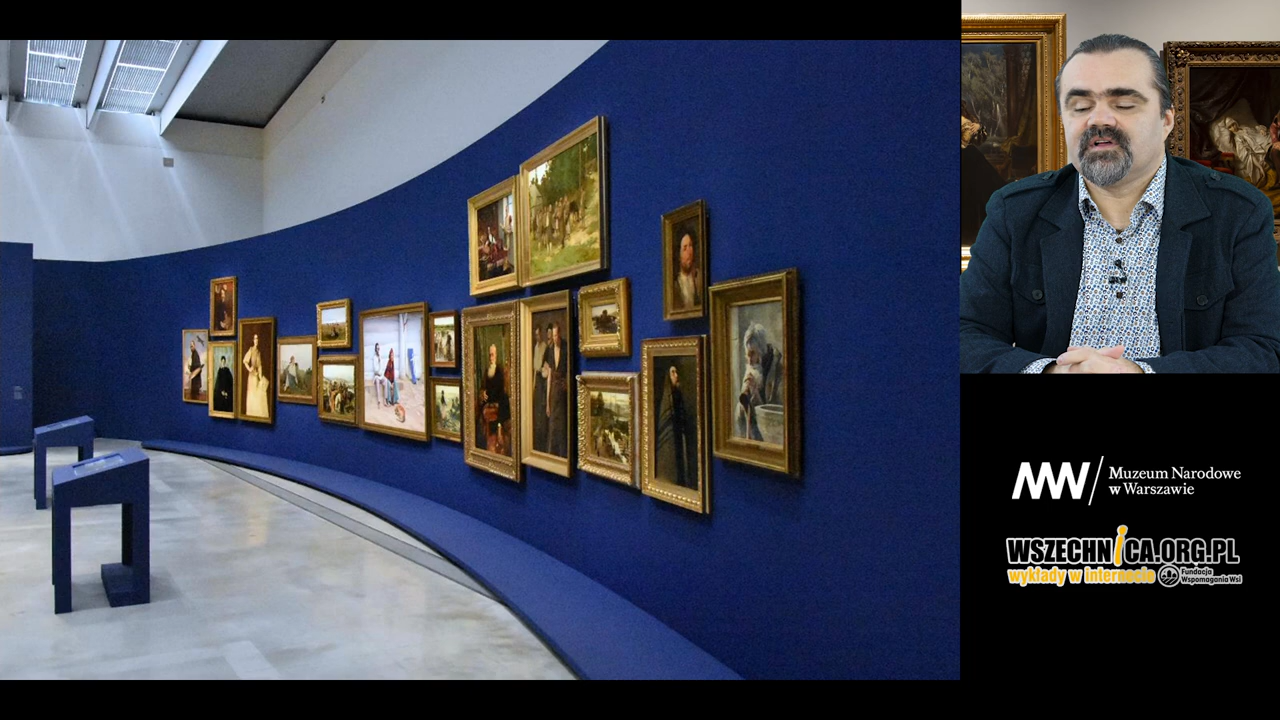 Muzeum Narodowe
w Warszawie
WSZECHNICA.ORG.PL
wykłady w internecie
Fundacja
Wspomagania Wsi